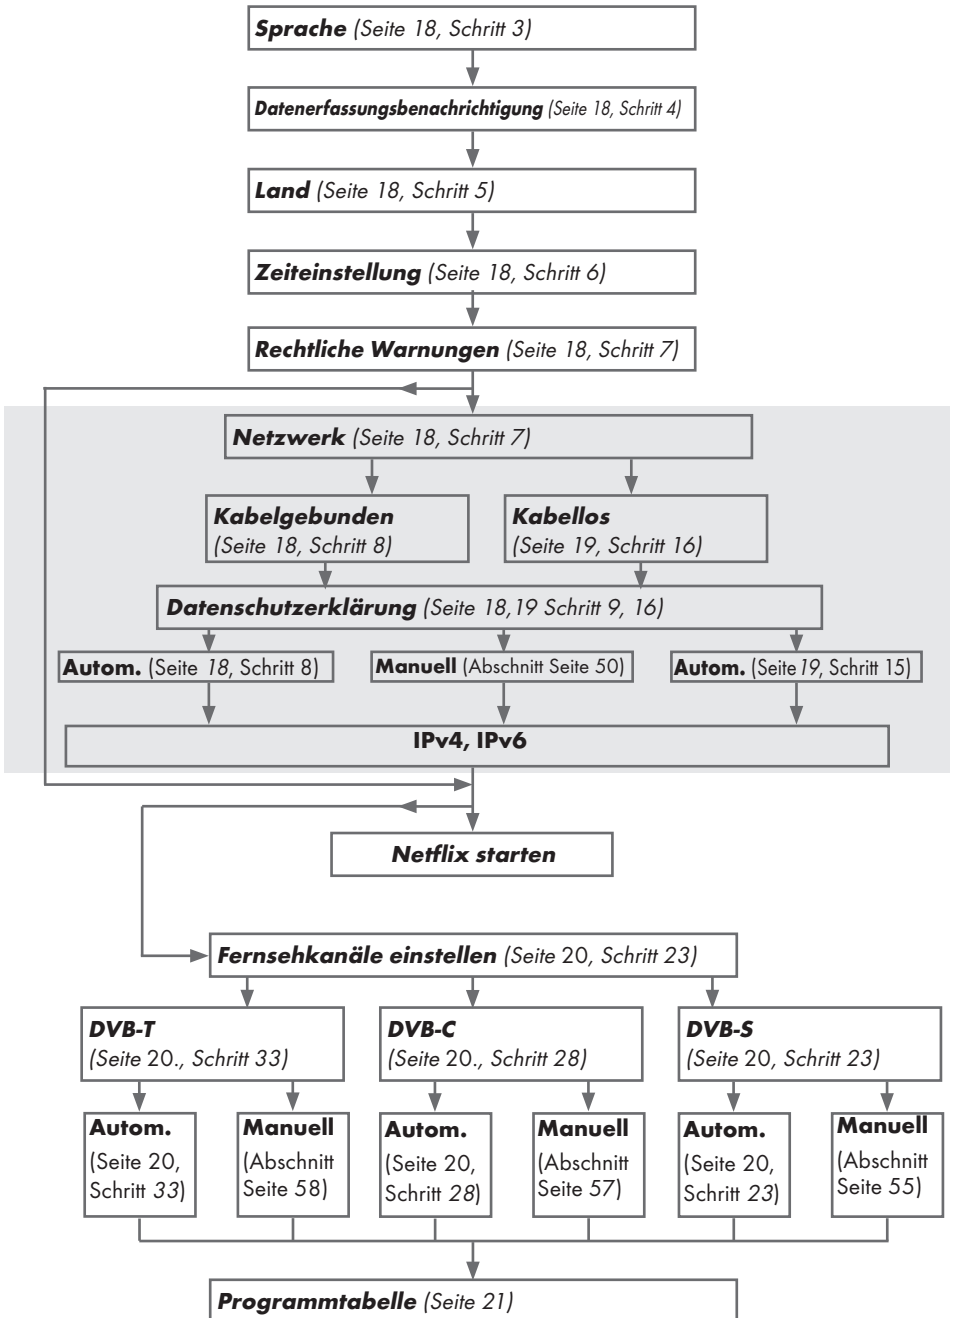 Sprache (Seite 18, Schritt 3)
Datenerfassungsbenachrichtigung (Seite 18, Schritt 4)
Land (Seite 18, Schritt 5)
Zeiteinstellung (Seite 18, Schritt 6)
Rechtliche Warnungen (Seite 18, Schritt 7)
Netzwerk (Seite 18, Schritt 7)
Kabelgebunden
(Seite 18, Schritt 8)
Kabellos
(Seite 19, Schritt 16)
Datenschutzerklärung (Seite 18,19 Schritt 9, 16)
Autom. (Seite 18, Schritt 8)
Manuell (Abschnitt Seite 50)
Autom. (Seite 19, Schritt 15)
IPv4, IPv6
Netflix starten
Fernsehkanäle einstellen (Seite 20, Schritt 23)
DVB-T
(Seite 20., Schritt 33)
DVB-C
(Seite 20., Schritt 28)
DVB-S
(Seite 20, Schritt 23)
Autom.
(Seite 20,
Schritt 33)
Manuell
(Abschnitt
Seite 58)
Autom.
(Seite 20,
Schritt 28)
Manuell
(Abschnitt
Seite 57)
Autom.
(Seite 20,
Schritt 23)
Manuell
(Abschnitt
Seite 55)
Programmtabelle (Seite 21)